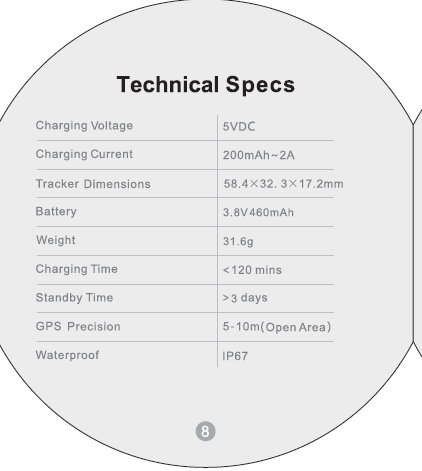 Technical Specs
Charging Voltage 5VDC
Charging Current 200mAh~2A
Tracker Dimensions 58.4×32. 3×17.2mm
Battery 3.8V460mAh
Weight 31.6g
Charging Time <120 mins
Standby Time >3 days
GPS Precision 5-10m(Open Area)
Waterproof IP67
8